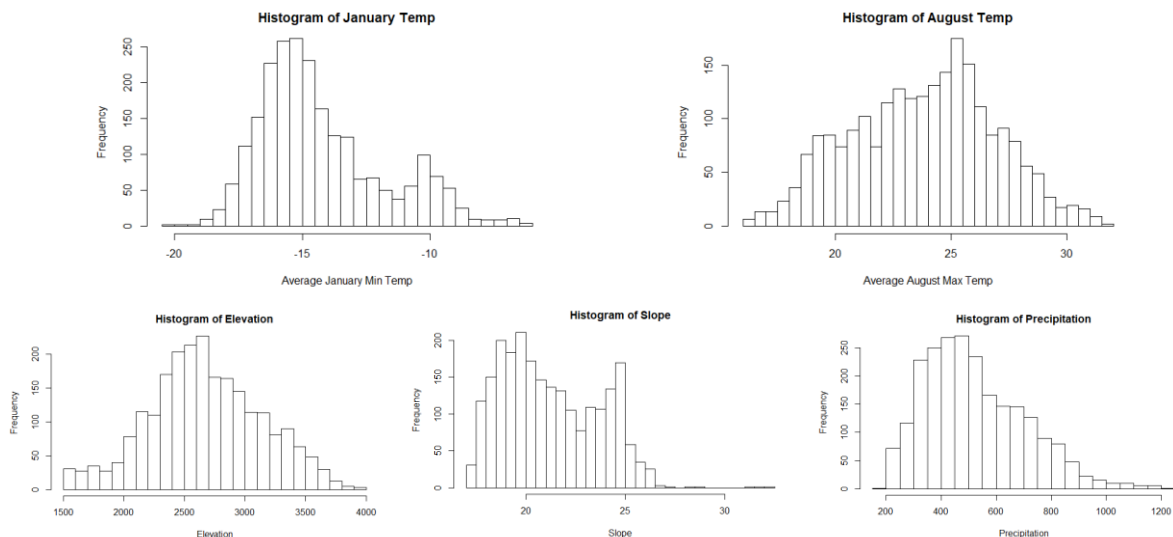 Histogram of January Temp
Frequency
0 50 100 150 200 250
-20 -15 -10
Average January Min Temp
Histogram of August Temp
Frequency
0 50 100 150
20 25 30
Average August Max Temp
Histogram of Elevation
Frequency
0 50 100 150 200
1500 2000 2500 3000 3500 4000
Elevation
Histogram of Slope
Frequency
0 50 100 150 200
20 25 30
Slope
Histogram of Precipitation
Frequency
0 50 100 150 200 250
200 400 600 800 1000 1200
Precipitation